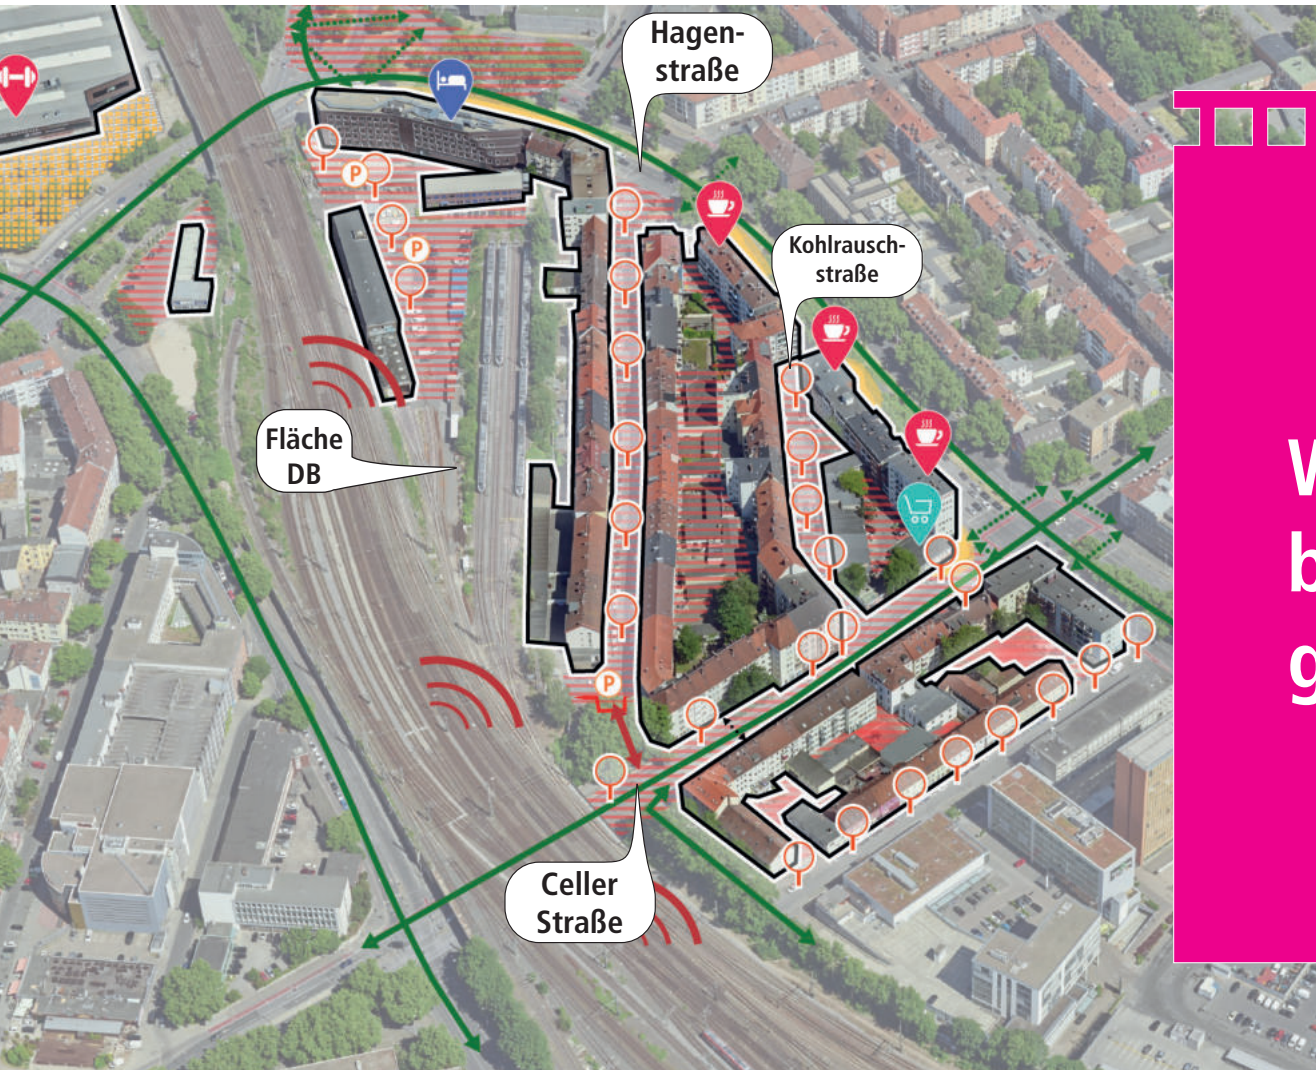 Hagen-
straße
P
Kohlrausch-
straße
P
Fläche
DB
W
b
g
P
Celler
Straße